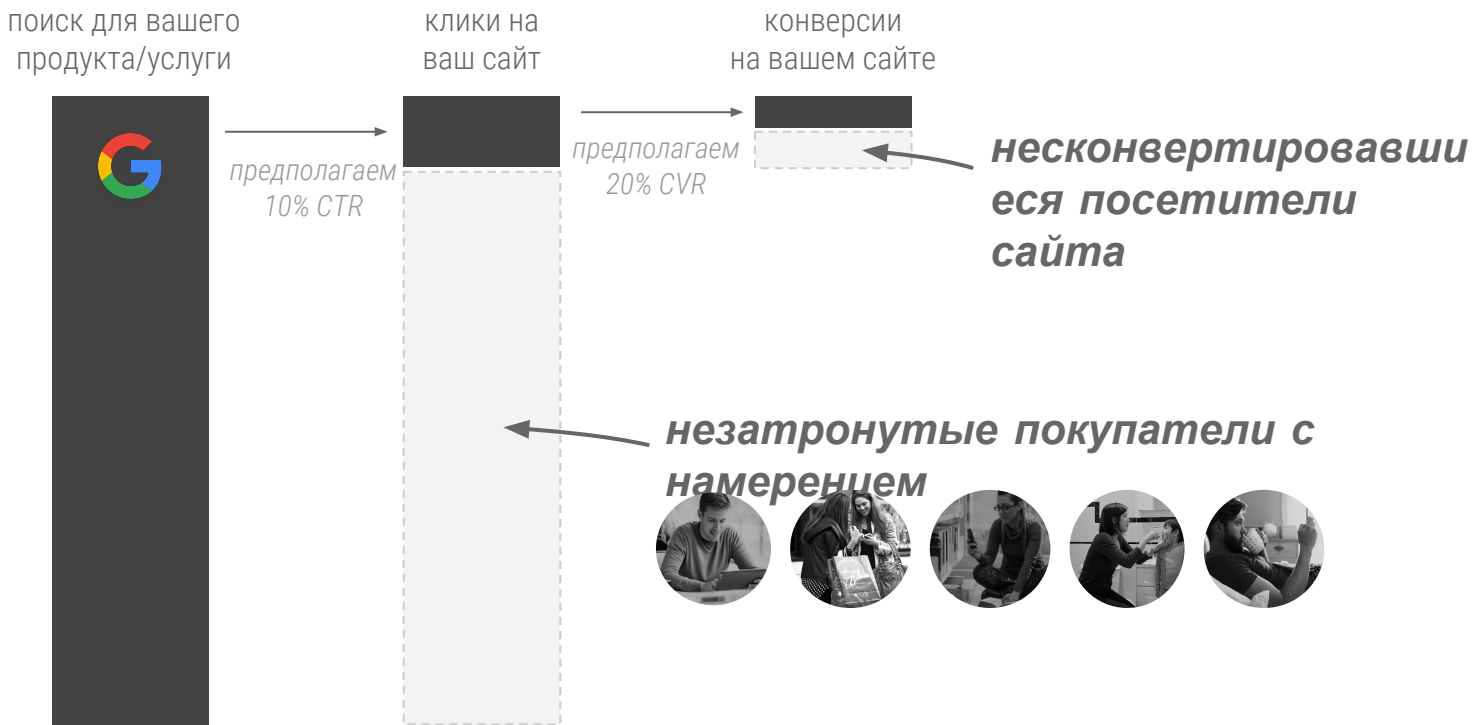 поиск для вашего
продукта/услуги
клики на
ваш сайт
конверсии
на вашем сайте
предполагаем
10% CTR
предполагаем
20% CVR
несконвертировавши
еся посетители
сайта
незатронутые покупатели с
намерением